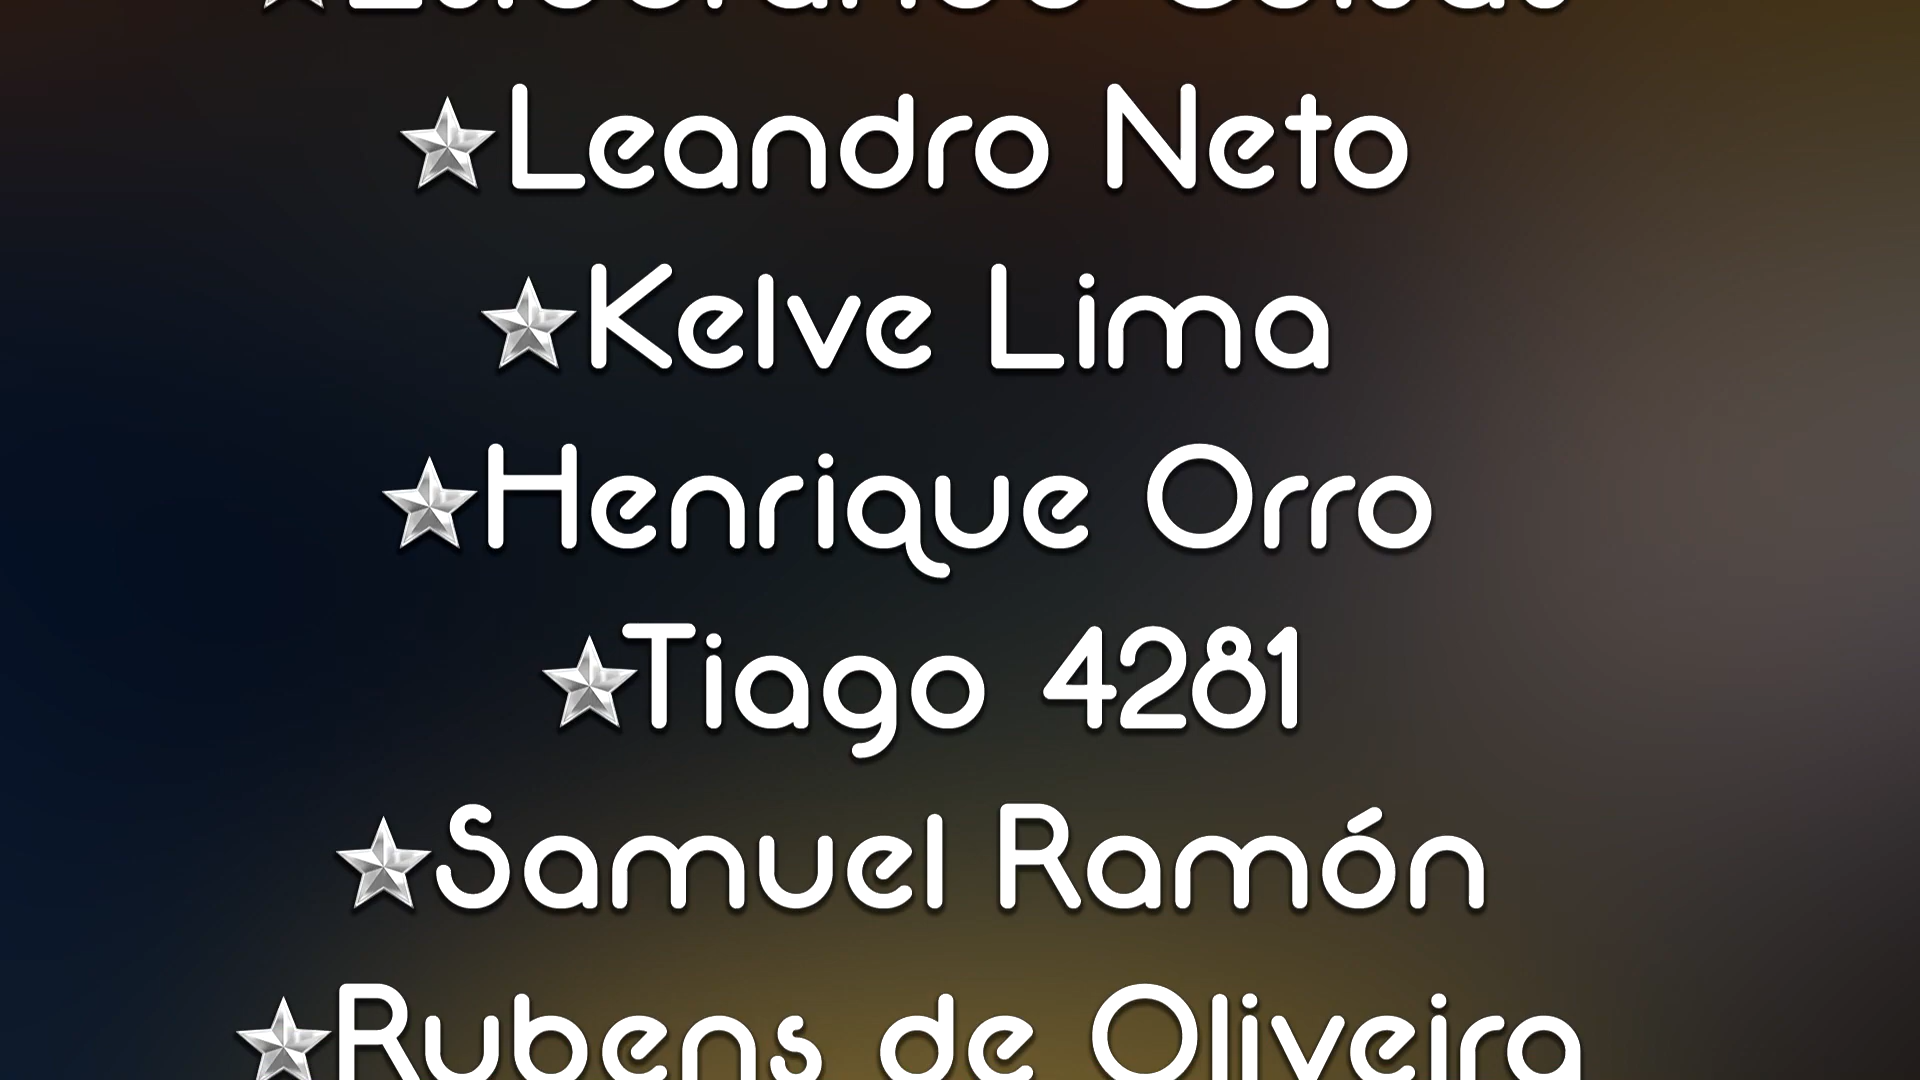 Leandro Neto
Kelve Lima
Henrique Orro
Tiago 4281
Samuel Ramón
Rubens de Oliveira